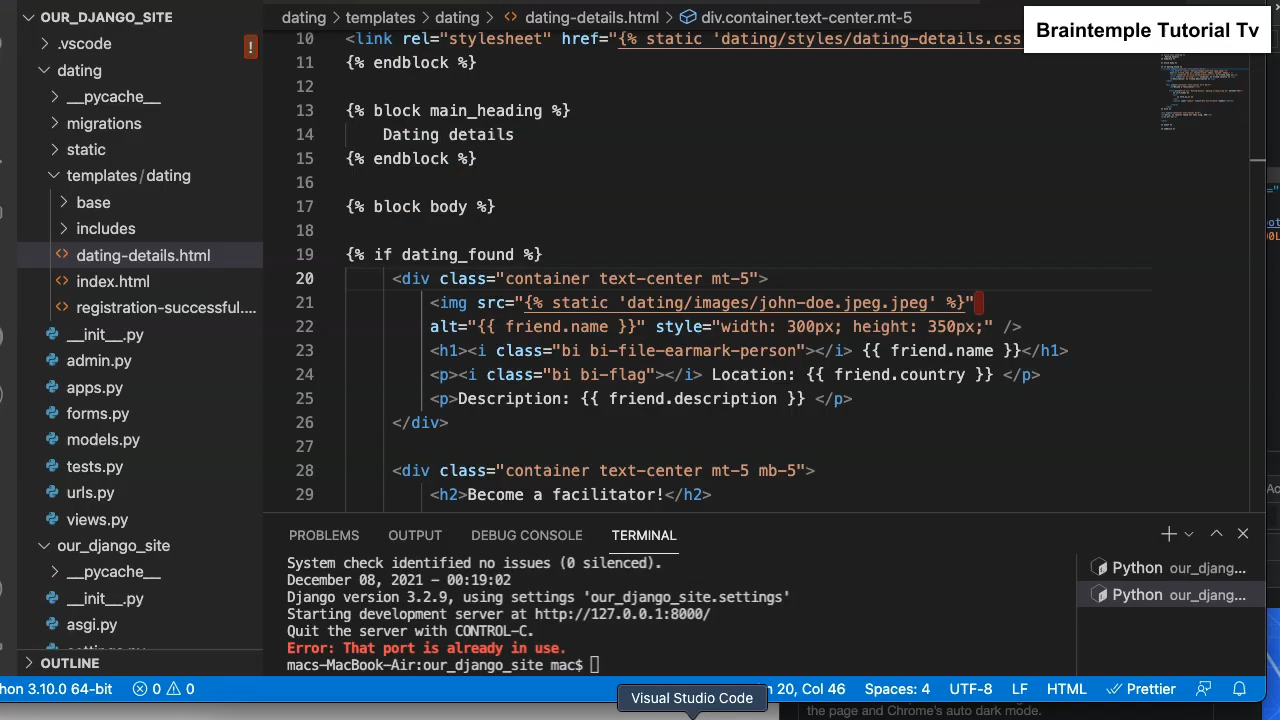 OUR_DJANGO_SITE
.vscode
dating
__pycache__
migrations
static
templates/dating
base
includes
dating-details.html
index.html
registration-successful....
__init__.py
admin.py
apps.py
forms.py
models.py
tests.py
urls.py
views.py
our_django_site
__pycache__
__init__.py
asgi.py
OUTLINE
dating > templates > dating > dating-details.html > div.container.text-center.mt-5
Braintemple Tutorial Tv
10 <link rel="stylesheet" href="{% static 'dating/styles/dating-details.css
11 {% endblock %}
12
13 {% block main_heading %}
14 Dating details
15 {% endblock %}
16
17 {% block body %}
18
19 {% if dating_found %}
20 <div class="container text-center mt-5">
21 <img src="{% static 'dating/images/john-doe.jpeg.jpeg' %}"
22 alt="{{ friend.name }}" style="width: 300px; height: 350px;" />
23 <h1><i class="bi bi-file-earmark-person"></i> {{ friend.name }}</h1>
24 <p><i class="bi bi-flag"></i> Location: {{ friend.country }} </p>
25 <p>Description: {{ friend.description }} </p>
26 </div>
27
28 <div class="container text-center mt-5 mb-5">
29 <h2>Become a facilitator!</h2>
PROBLEMS OUTPUT DEBUG CONSOLE TERMINAL
System check identified no issues (0 silenced).
December 08, 2021 - 00:19:02
Django version 3.2.9, using settings 'our_django_site.settings'
Starting development server at http://127.0.0.1:8000/
Quit the server with CONTROL-C.
Error: That port is already in use.
macs-MacBook-Air:our_django_site mac$
Python our_djang...
Python our_djang...
hon 3.10.0 64-bit 0 0 n 20, Col 46 Spaces: 4 UTF-8 LF HTML Prettier
Visual Studio Code
the page and Chrome's auto dark mode.